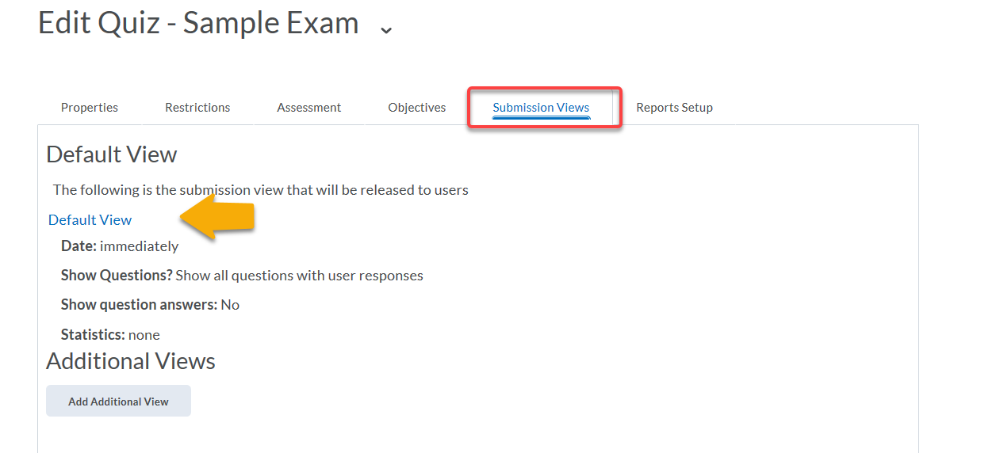 Edit Quiz - Sample Exam
Properties Restrictions Assessment Objectives Submission Views Reports Setup
Default View
The following is the submission view that will be released to users
Default View
Date: immediately
Show Questions? Show all questions with user responses
Show question answers: No
Statistics: none
Additional Views
Add Additional View